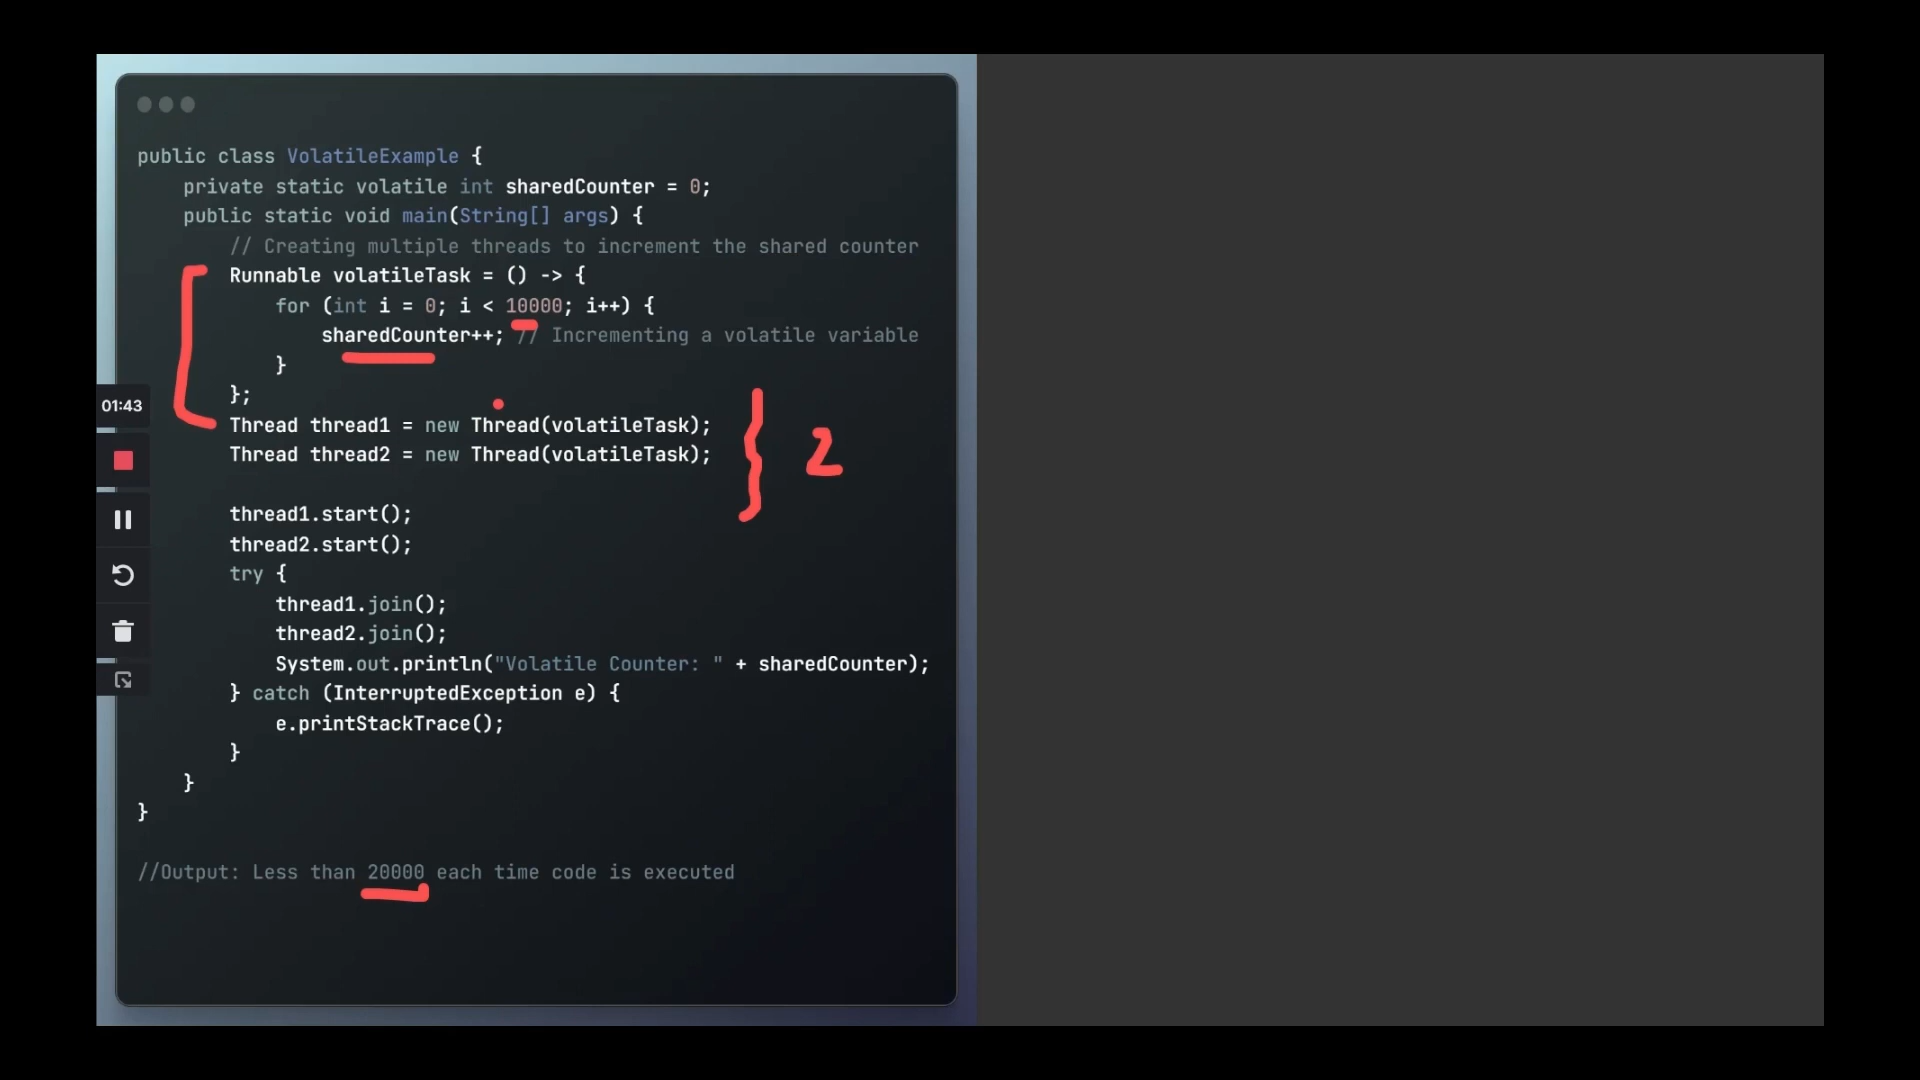 public class VolatileExample {
private static volatile int sharedCounter = 0;
public static void main(String[] args) {
// Creating multiple threads to increment the shared counter
Runnable volatileTask = () -> {
for (int i = 0; i < 10000; i++) {
sharedCounter++; // Incrementing a volatile variable
}
};
01:43
Thread thread1 = new Thread(volatileTask);
Thread thread2 = new Thread(volatileTask);
2
thread1.start();
thread2.start();
try {
thread1.join();
thread2.join();
System.out.println("Volatile Counter: " + sharedCounter);
} catch (InterruptedException e) {
e.printStackTrace();
}
}
}
//Output: Less than 20000 each time code is executed